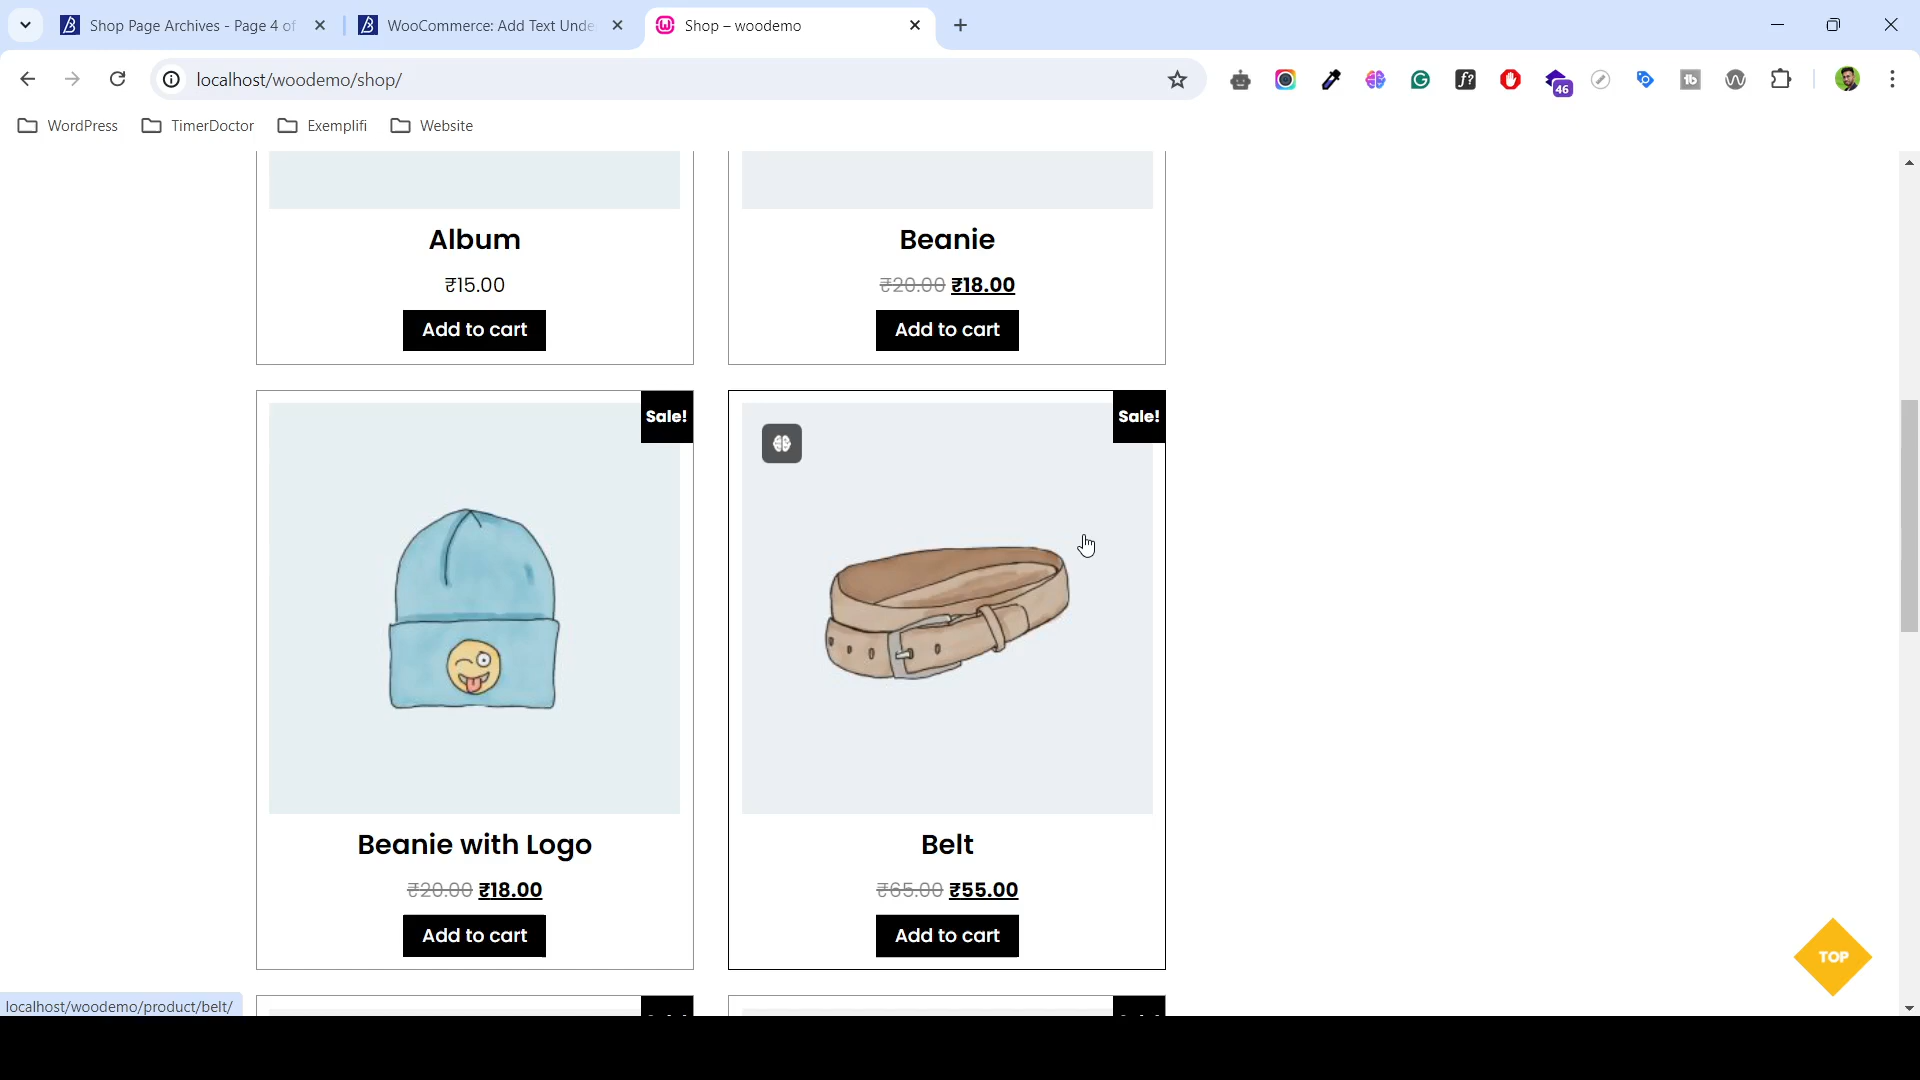 Shop Page Archives - Page 4 of
WooCommerce: Add Text Unde
Shop – woodemo
localhost/woodemo/shop/
46
WordPress
TimerDoctor
Exemplifi
Website
Album
Beanie
₹15.00
₹20.00 ₹18.00
Add to cart
Add to cart
Sale!
Sale!
Beanie with Logo
Belt
₹20.00 ₹18.00
₹65.00 ₹55.00
Add to cart
Add to cart
TOP
localhost/woodemo/product/belt/